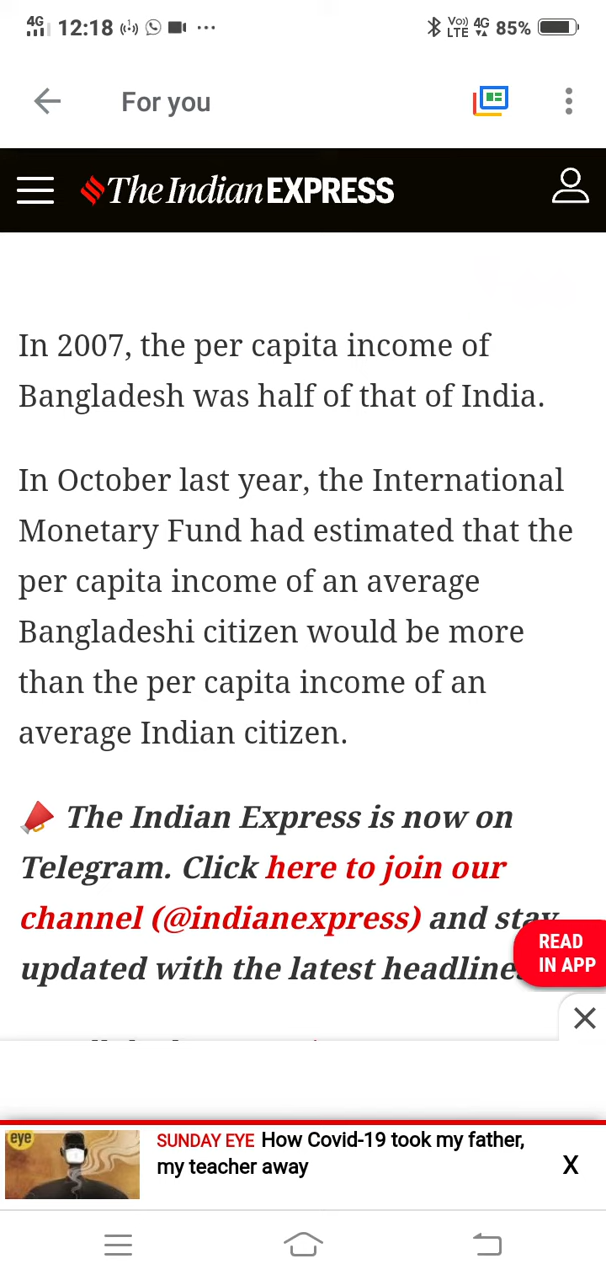 4G 12:18 ... Vo)) LTE 4G 85%
For you
The Indian EXPRESS
In 2007, the per capita income of
Bangladesh was half of that of India.
In October last year, the International
Monetary Fund had estimated that the
per capita income of an average
Bangladeshi citizen would be more
than the per capita income of an
average Indian citizen.
The Indian Express is now on
Telegram. Click here to join our
channel (@indianexpress) and stay
updated with the latest headline
READ
IN APP
eye
SUNDAY EYE How Covid-19 took my father,
my teacher away
X